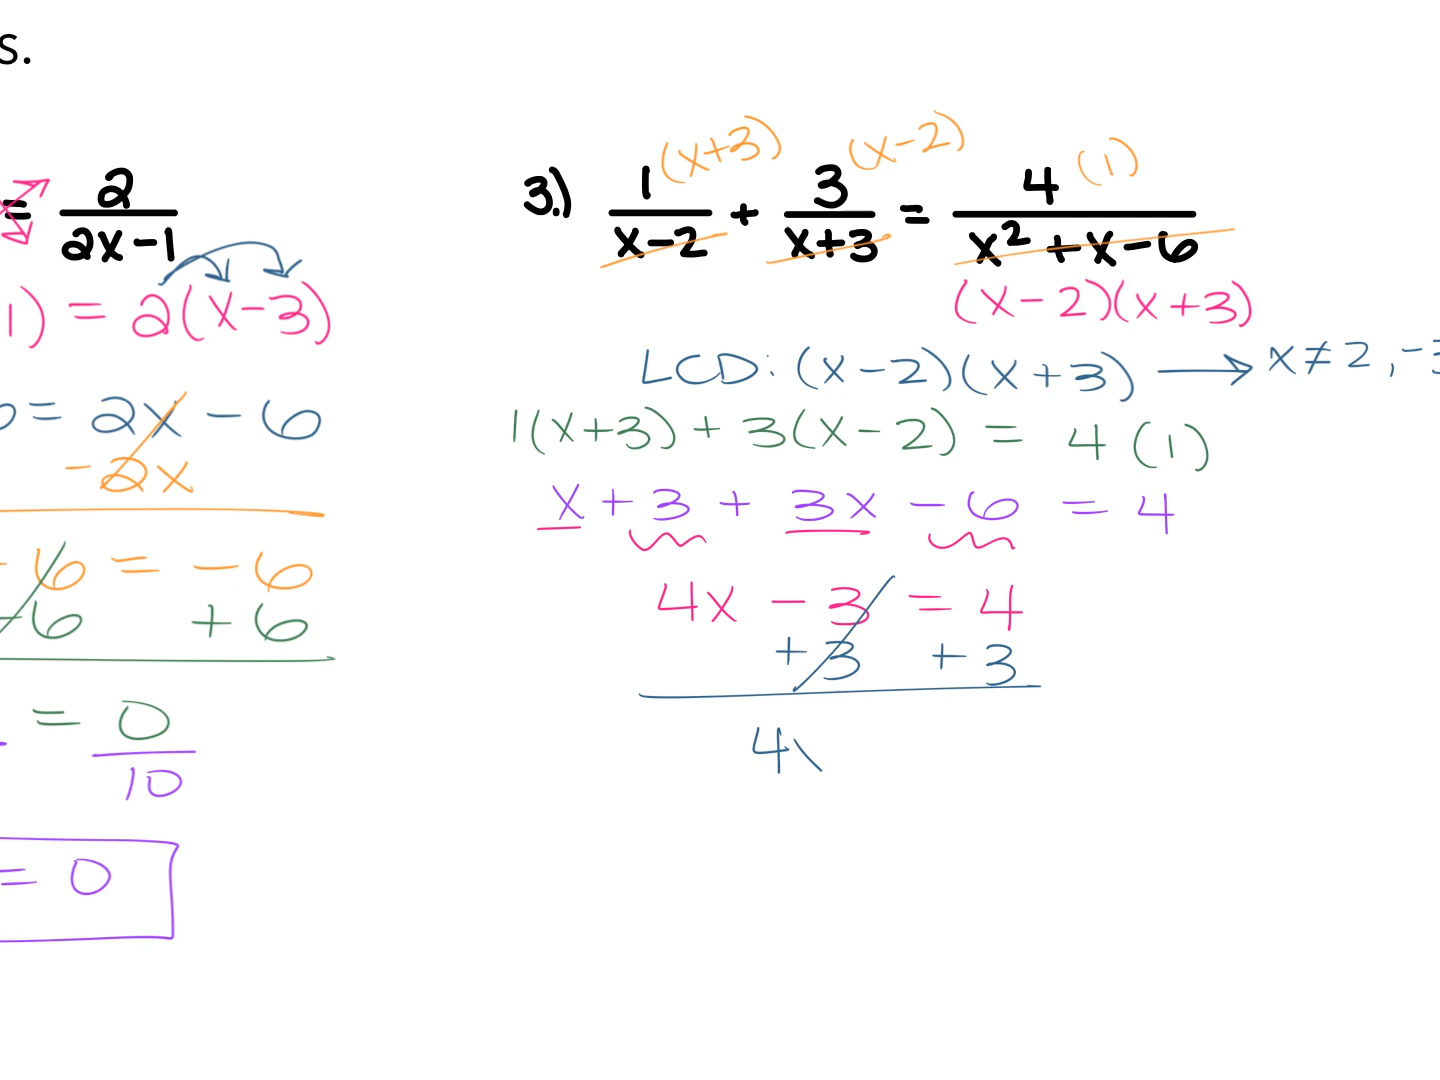 s.
= 2/(2x-1)
1) = 2(x-3)
= 2x - 6
-2x
-6 = -6
-6 +6
= 0/10
= 0
3.) 1(x+3)/(x-2) + 3(x-2)/(x+3) = 4(1)/(x² + x - 6)
(x-2)(x+3)
LCD: (x-2)(x+3) → x ≠ 2, -3
1(x+3) + 3(x-2) = 4(1)
x + 3 + 3x - 6 = 4
4x - 3 = 4
+3 +3
4